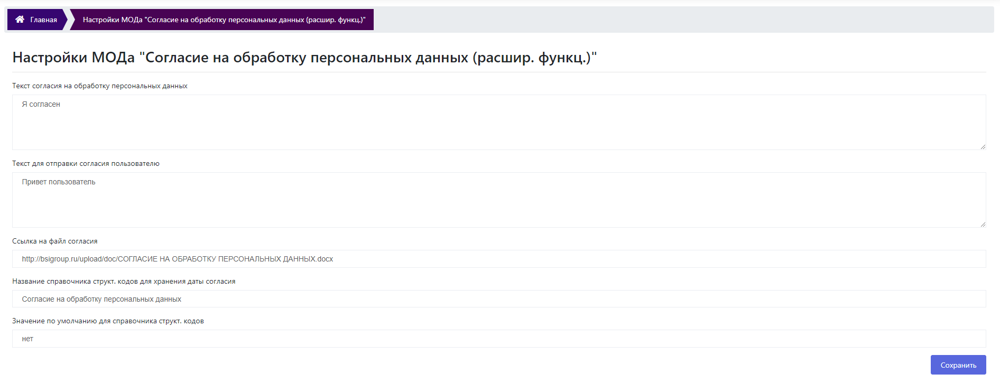 Главная
Настройки МОДа "Согласие на обработку персональных данных (расшир. функц.)"
Настройки МОДа "Согласие на обработку персональных данных (расшир. функц.)"
Текст согласия на обработку персональных данных
Я согласен
Текст для отправки согласия пользователю
Привет пользователь
Ссылка на файл согласия
http://bsigroup.ru/upload/doc/СОГЛАСИЕ НА ОБРАБОТКУ ПЕРСОНАЛЬНЫХ ДАННЫХ.docx
Название справочника структ. кодов для хранения даты согласия
Согласие на обработку персональных данных
Значение по умолчанию для справочника структ. кодов
нет
Сохранить